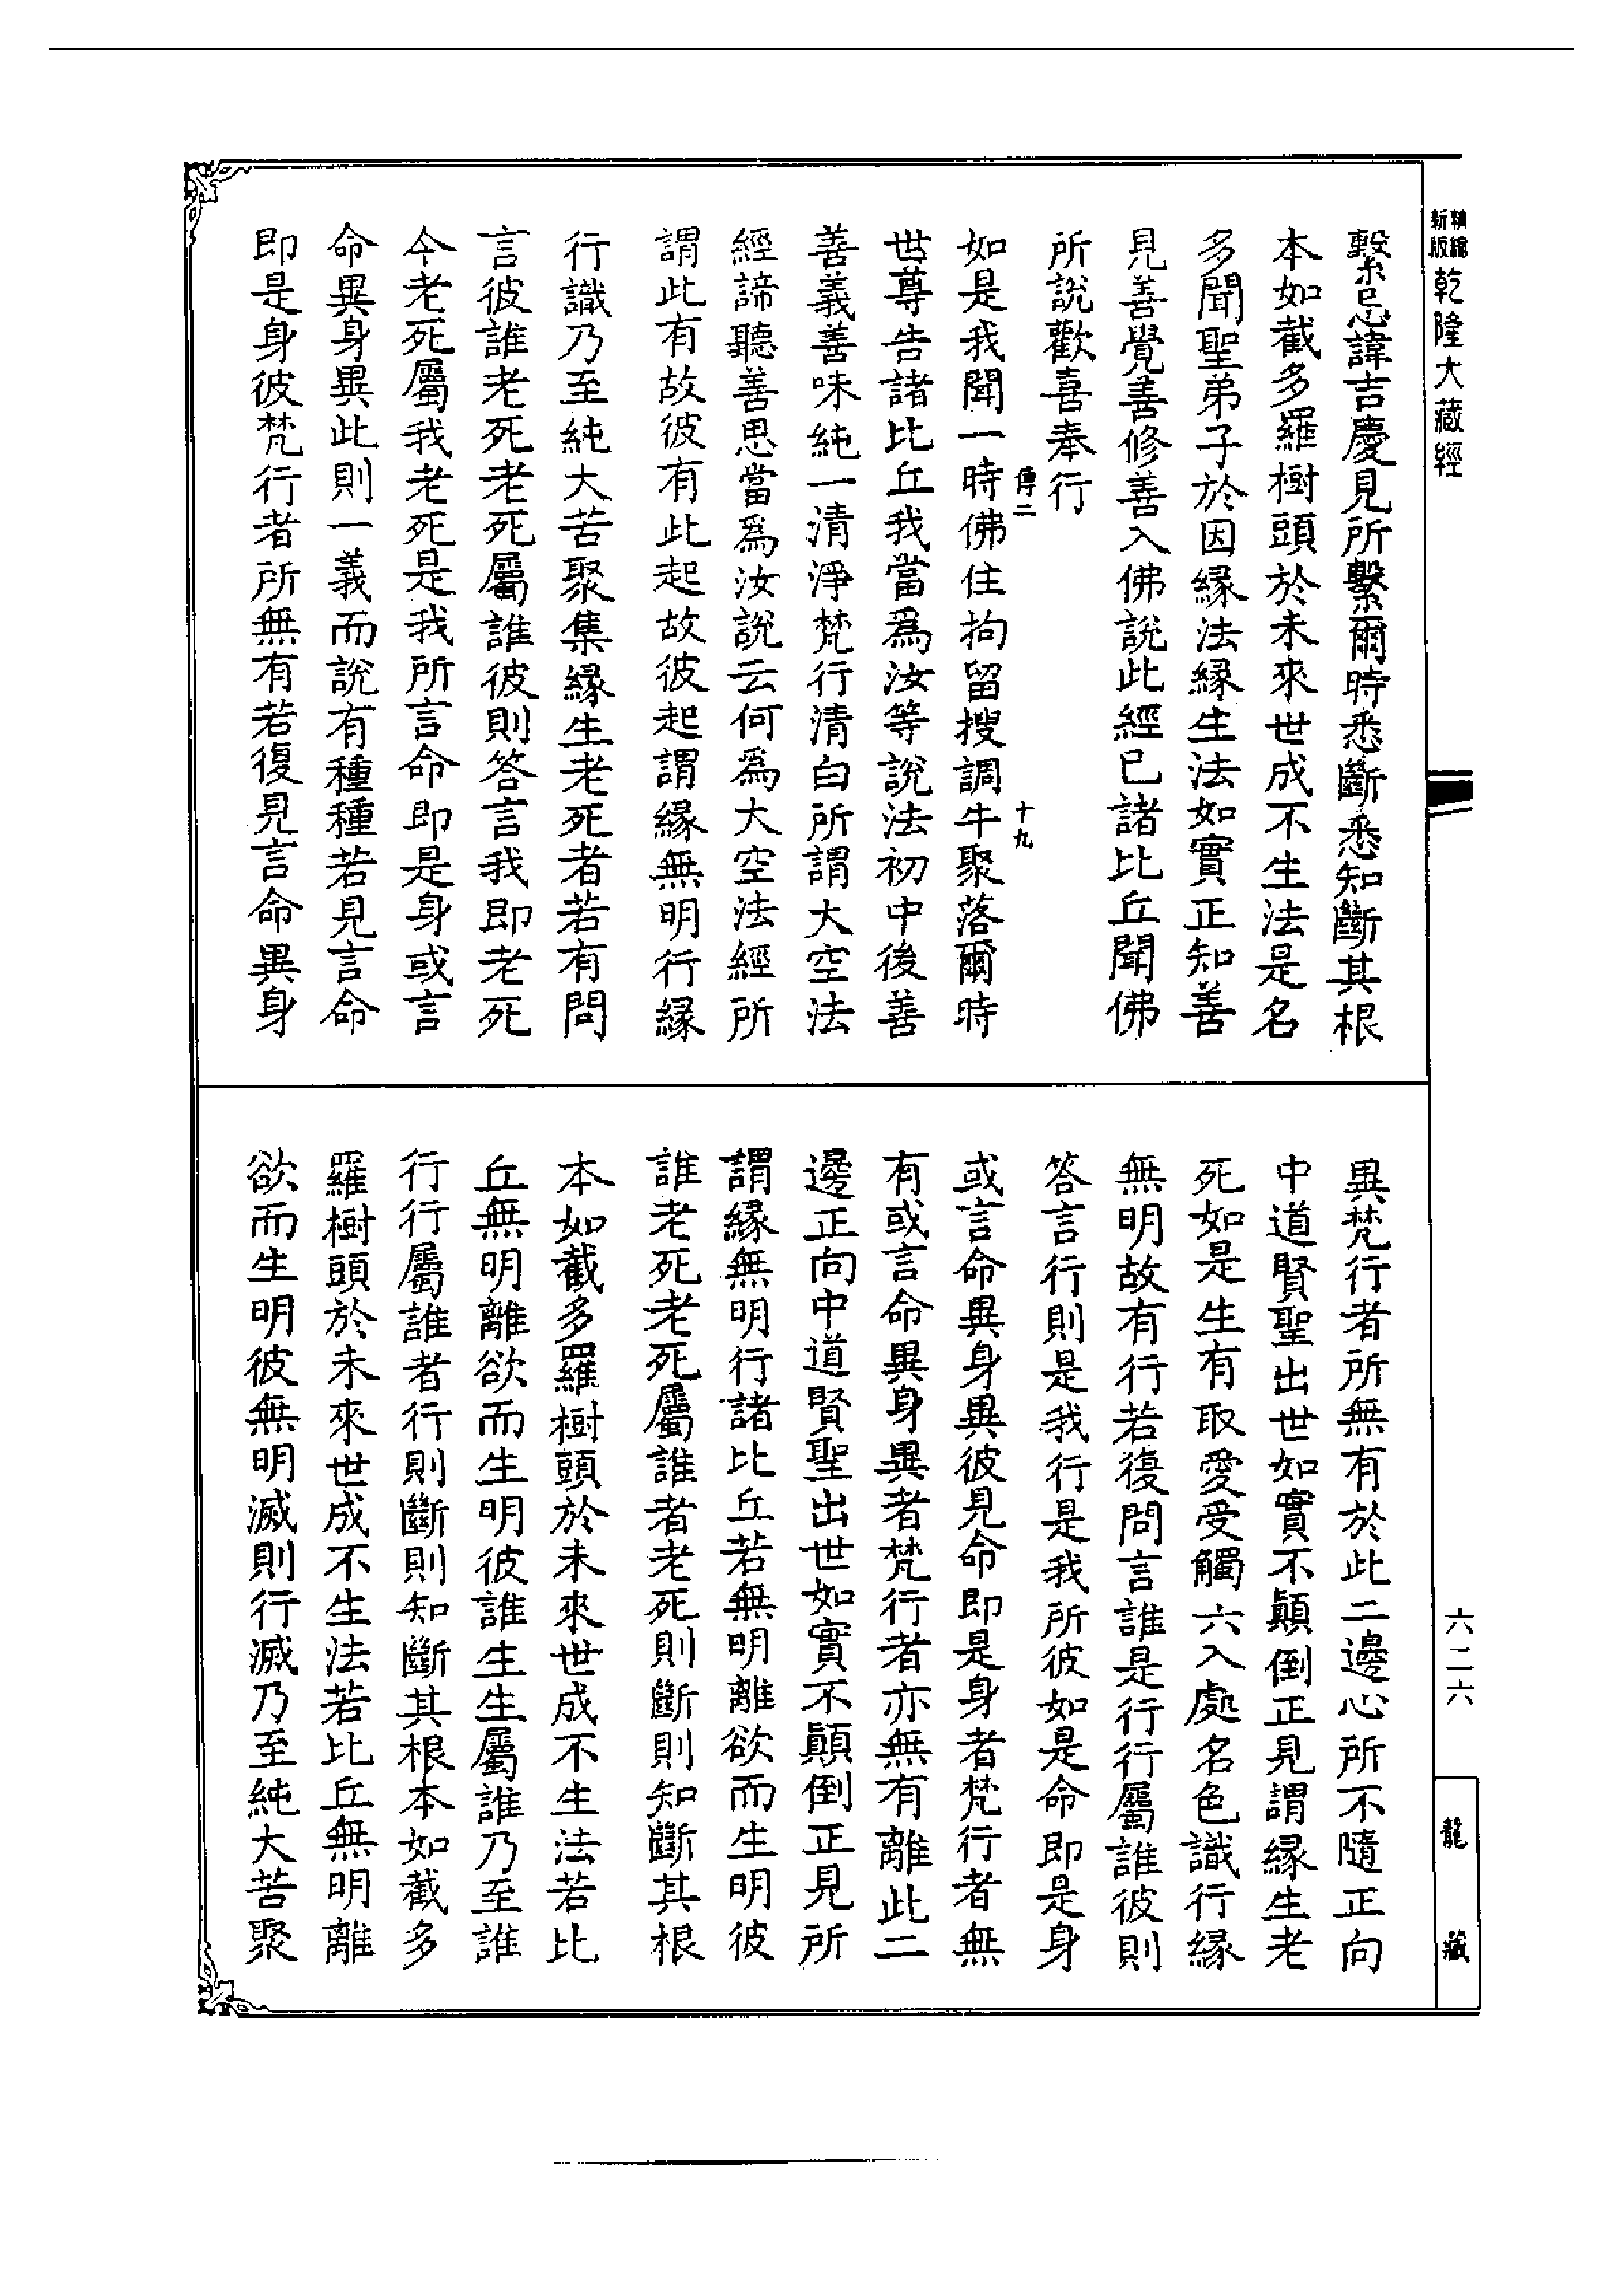 精縮新版乾隆大藏經
繫忌諱吉慶見所繫爾時悉斷悉知斷其根
本如截多羅樹頭於未來世成不生法是名
多聞聖弟子於因緣法緣生法如實正知善
見善覺善修善入佛說此經已諸比丘聞佛
所說歡喜奉行
傳二 十九
如是我聞一時佛住拘留搜調牛聚落爾時
世尊告諸比丘我當為汝等說法初中後善
善義善味純一清淨梵行清白所謂大空法
經諦聽善思當為汝說云何為大空法經所
謂此有故彼有此起故彼起謂緣無明行緣
行識乃至純大苦聚集緣生老死者若有問
言彼誰老死老死屬誰彼則答言我即老死
今老死屬我老死是我所言命即是身或言
命異身異此則一義而說有種種若見言命
即是身彼梵行者所無有若復見言命異身
異梵行者所無有於此二邊心所不隨正向
中道賢聖出世如實不顛倒正見謂緣生老
死如是生有取愛受觸六入處名色識行緣
無明故有行若復問言誰是行行屬誰彼則
答言行則是我行是我所彼如是命即是身
或言命異身異彼見命即是身者梵行者無
有或言命異身異者梵行者亦無有離此二
邊正向中道賢聖出世如實不顛倒正見所
謂緣無明行諸比丘若無明離欲而生明彼
誰老死老死屬誰者老死則斷則知斷其根
本如截多羅樹頭於未來世成不生法若比
丘無明離欲而生明彼誰生生屬誰乃至誰
行行屬誰者行則斷則知斷其根本如截多
羅樹頭於未來世成不生法若比丘無明離
欲而生明彼無明滅則行滅乃至純大苦聚
六二六
龍藏